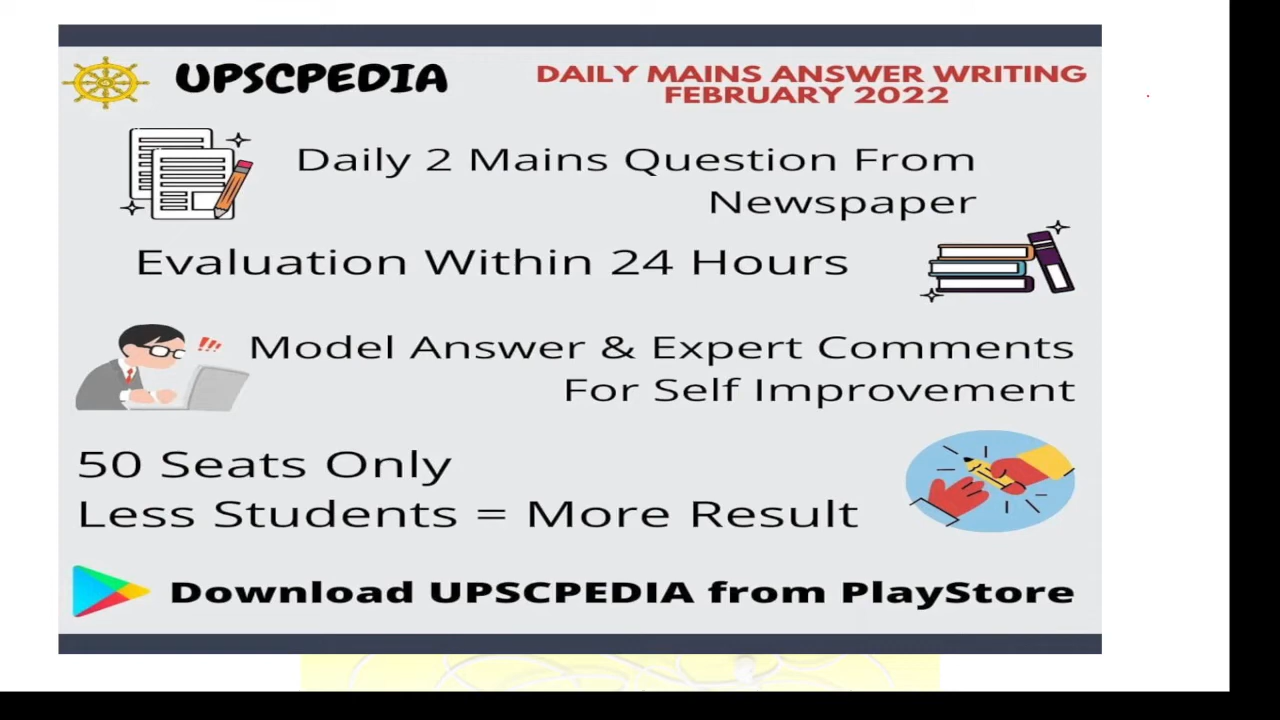 UPSCPEDIA
DAILY MAINS ANSWER WRITING
FEBRUARY 2022
Daily 2 Mains Question From
Newspaper
Evaluation Within 24 Hours
!!!
Model Answer & Expert Comments
For Self Improvement
50 Seats Only
Less Students = More Result
Download UPSCPEDIA from PlayStore